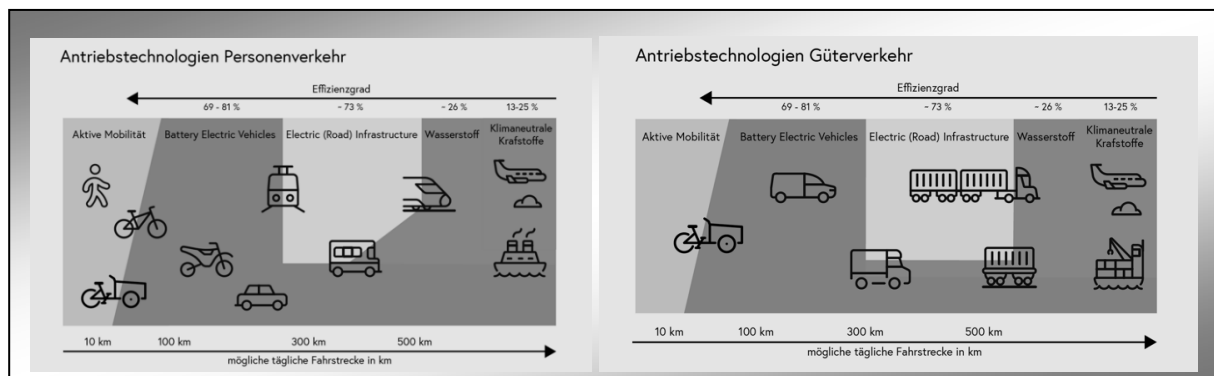 Antriebstechnologien Personenverkehr
Effizienzgrad
69 - 81 %
~ 73 %
~ 26 %
13-25 %
Aktive Mobilität
Battery Electric Vehicles
Electric (Road) Infrastructure
Wasserstoff
Klimaneutrale
Krafstoffe
10 km
100 km
300 km
500 km
mögliche tägliche Fahrstrecke in km
Antriebstechnologien Güterverkehr
Effizienzgrad
69 - 81 %
~ 73 %
~ 26 %
13-25 %
Aktive Mobilität
Battery Electric Vehicles
Electric (Road) Infrastructure
Wasserstoff
Klimaneutrale
Krafstoffe
10 km
100 km
300 km
500 km
mögliche tägliche Fahrstrecke in km